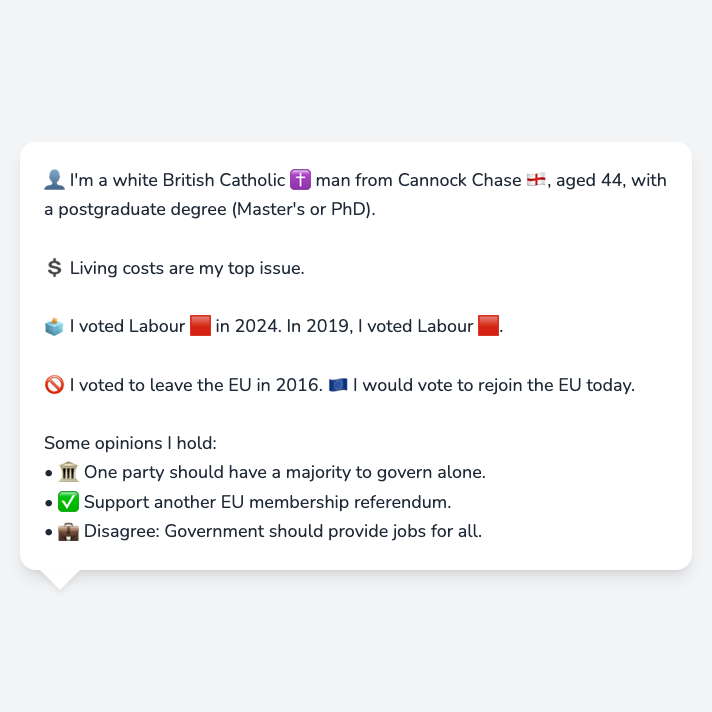 👤 I'm a white British Catholic ✝️ man from Cannock Chase 🏴󠁧󠁢󠁥󠁮󠁧󠁿, aged 44, with
a postgraduate degree (Master's or PhD).
💲 Living costs are my top issue.
🗳️ I voted Labour 🟥 in 2024. In 2019, I voted Labour 🟥.
🚫 I voted to leave the EU in 2016. 🇪🇺 I would vote to rejoin the EU today.
Some opinions I hold:
• 🏛️ One party should have a majority to govern alone.
• ✅ Support another EU membership referendum.
• 💼 Disagree: Government should provide jobs for all.